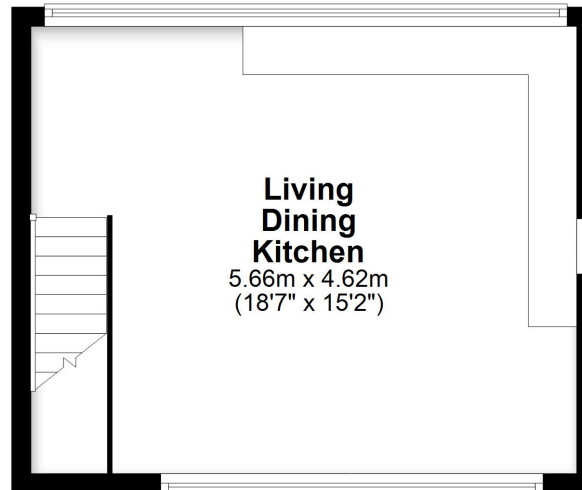 Living
Dining
Kitchen
5.66m x 4.62m
(18'7" x 15'2")